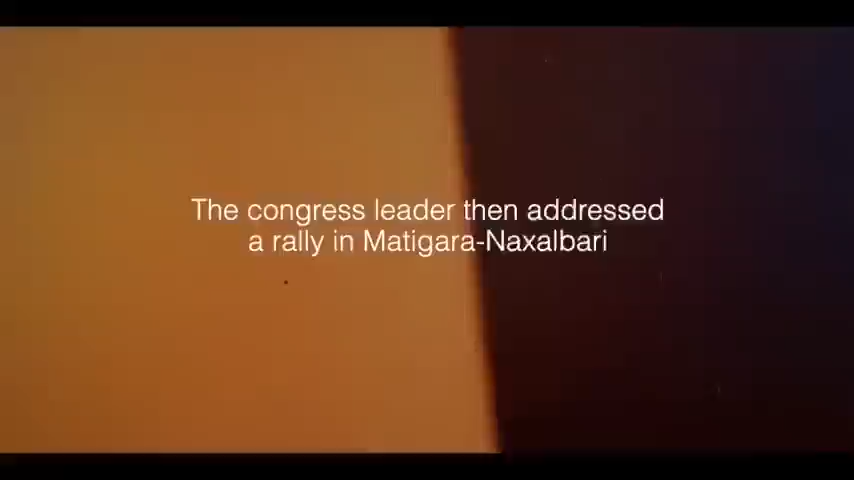 The congress leader then addressed
a rally in Matigara-Naxalbari